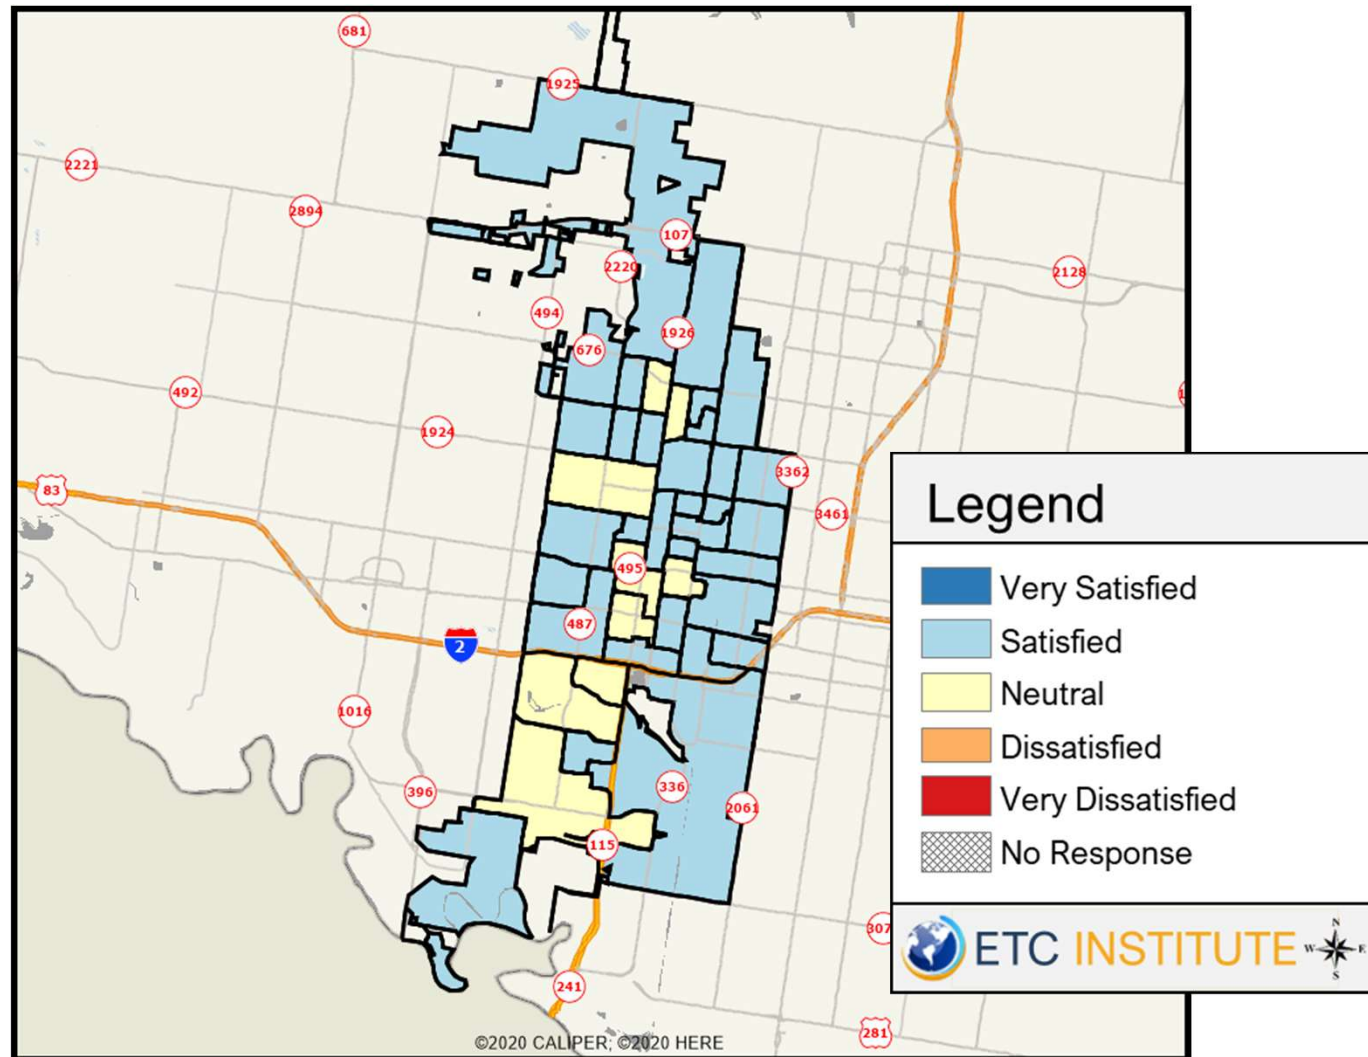 681
1925
2221
2894
107
2220
2128
494
1926
676
492
1924
3362
83
3461
495
487
2
1016
336
396
2061
115
307
241
281
©2020 CALIPER; ©2020 HERE
Legend
Very Satisfied
Satisfied
Neutral
Dissatisfied
Very Dissatisfied
No Response
ETC INSTITUTE
N
W E
S